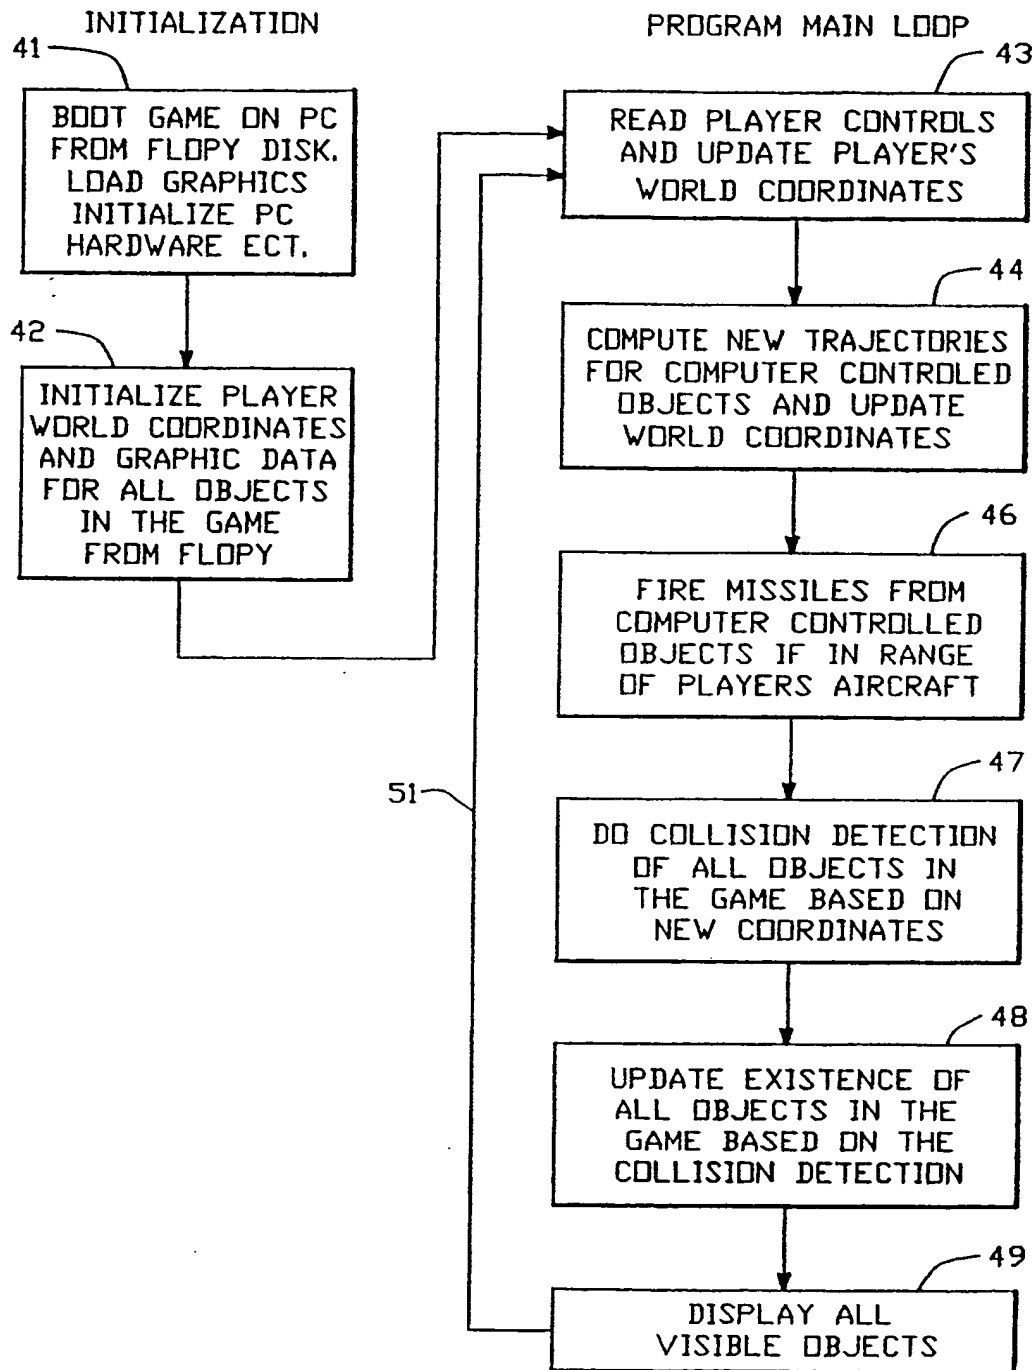 INITIALIZATION
41
BOOT GAME ON PC
FROM FLOPY DISK.
LOAD GRAPHICS
INITIALIZE PC
HARDWARE ECT.
42
INITIALIZE PLAYER
WORLD COORDINATES
AND GRAPHIC DATA
FOR ALL OBJECTS
IN THE GAME
FROM FLOPY
PROGRAM MAIN LOOP
43
READ PLAYER CONTROLS
AND UPDATE PLAYER'S
WORLD COORDINATES
44
COMPUTE NEW TRAJECTORIES
FOR COMPUTER CONTROLED
OBJECTS AND UPDATE
WORLD COORDINATES
46
FIRE MISSILES FROM
COMPUTER CONTROLLED
OBJECTS IF IN RANGE
OF PLAYERS AIRCRAFT
47
DO COLLISION DETECTION
OF ALL OBJECTS IN
THE GAME BASED ON
NEW COORDINATES
48
UPDATE EXISTENCE OF
ALL OBJECTS IN THE
GAME BASED ON THE
COLLISION DETECTION
49
DISPLAY ALL
VISIBLE OBJECTS
51